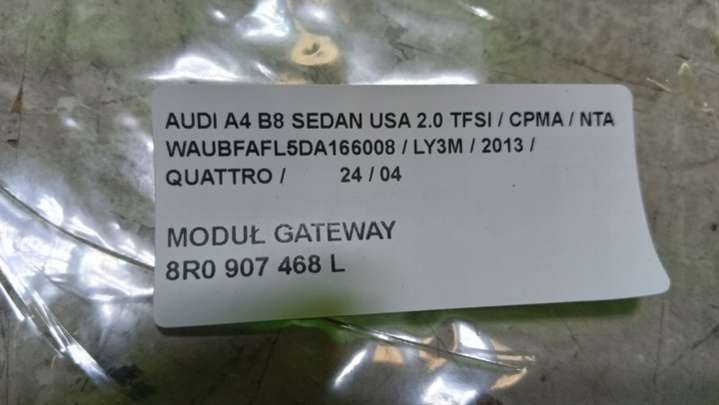 AUDI A4 B8 SEDAN USA 2.0 TFSI / CPMA / NTA
WAUBFAFL5DA166008 / LY3M / 2013 /
QUATTRO / 24 / 04
MODUŁ GATEWAY
8R0 907 468 L